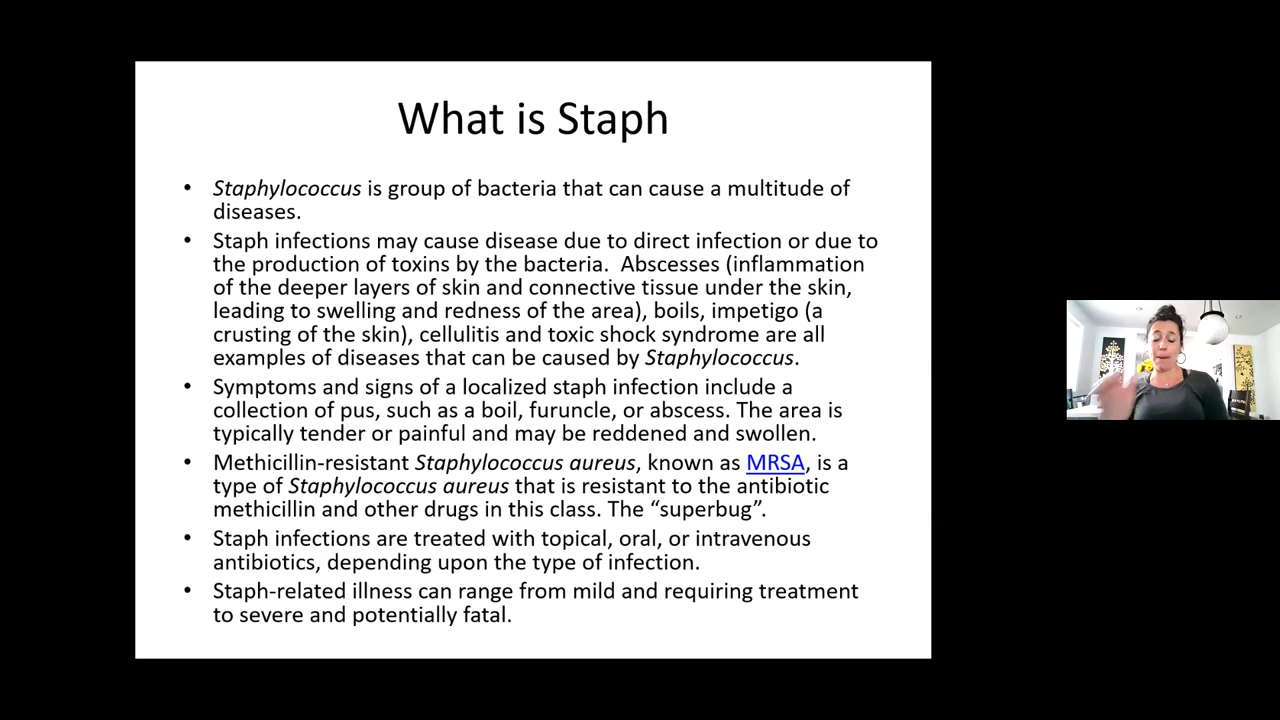 What is Staph
• Staphylococcus is group of bacteria that can cause a multitude of
diseases.
• Staph infections may cause disease due to direct infection or due to
the production of toxins by the bacteria.  Abscesses (inflammation
of the deeper layers of skin and connective tissue under the skin,
leading to swelling and redness of the area), boils, impetigo (a
crusting of the skin), cellulitis and toxic shock syndrome are all
examples of diseases that can be caused by Staphylococcus.
• Symptoms and signs of a localized staph infection include a
collection of pus, such as a boil, furuncle, or abscess. The area is
typically tender or painful and may be reddened and swollen.
• Methicillin-resistant Staphylococcus aureus, known as MRSA, is a
type of Staphylococcus aureus that is resistant to the antibiotic
methicillin and other drugs in this class. The “superbug”.
• Staph infections are treated with topical, oral, or intravenous
antibiotics, depending upon the type of infection.
• Staph-related illness can range from mild and requiring treatment
to severe and potentially fatal.